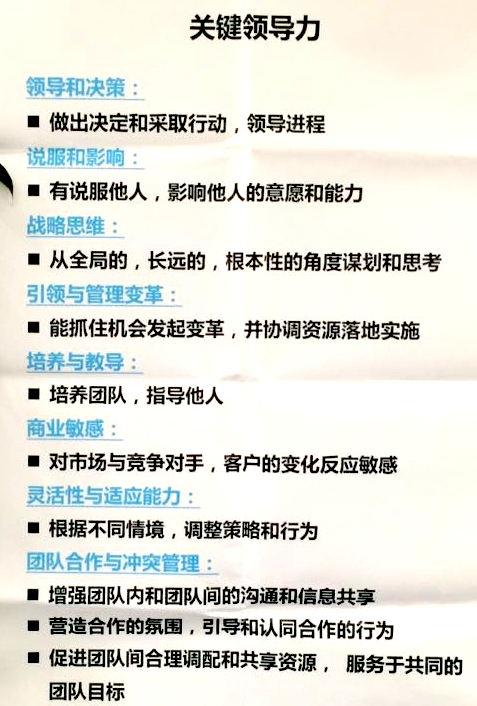 关键领导力
领导和决策：
■ 做出决定和采取行动，领导进程
说服和影响：
■ 有说服他人，影响他人的意愿和能力
战略思维：
■ 从全局的，长远的，根本性的角度谋划和思考
引领与管理变革：
■ 能抓住机会发起变革，并协调资源落地实施
培养与教导：
■ 培养团队，指导他人
商业敏感：
■ 对市场与竞争对手，客户的变化反应敏感
灵活性与适应能力：
■ 根据不同情境，调整策略和行为
团队合作与冲突管理：
■ 增强团队内和团队间的沟通和信息共享
■ 营造合作的氛围，引导和认同合作的行为
■ 促进团队间合理调配和共享资源， 服务于共同的
团队目标